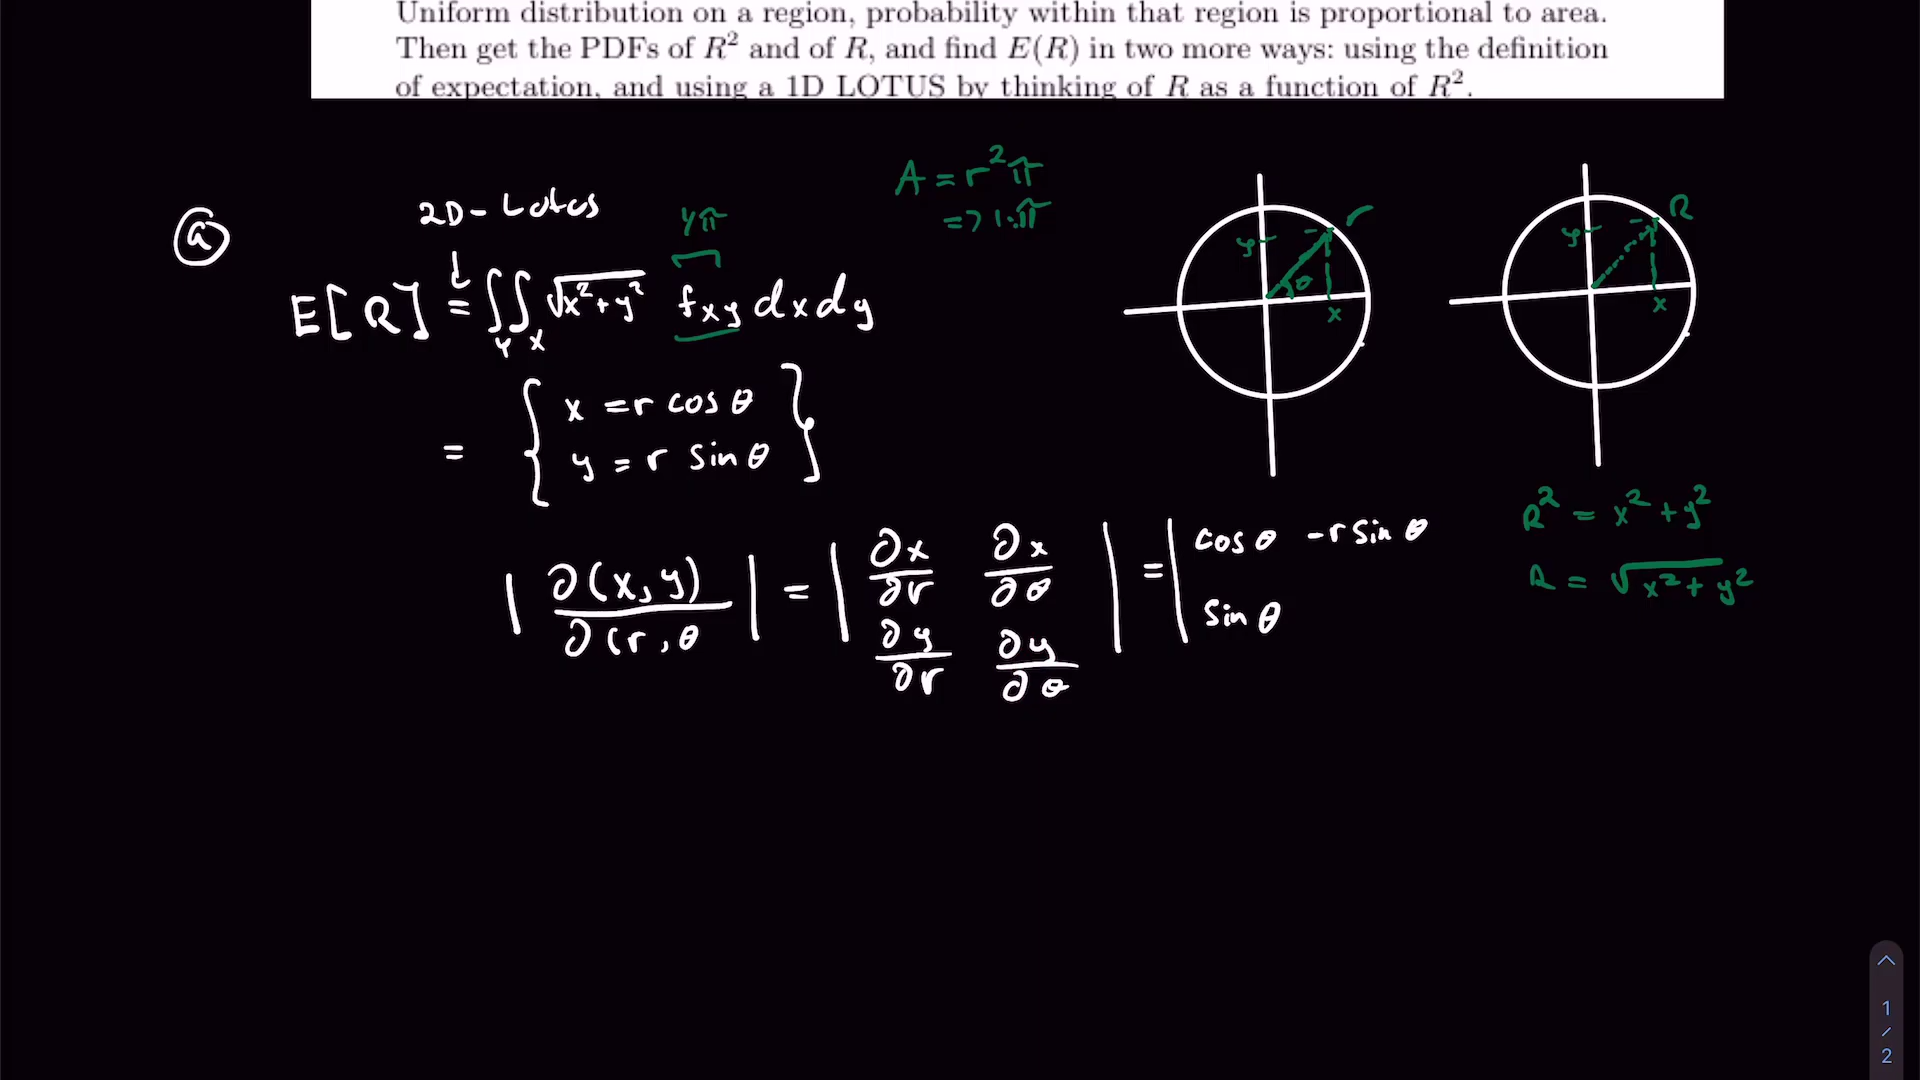 Uniform distribution on a region, probability within that region is proportional to area.
Then get the PDFs of R² and of R, and find E(R) in two more ways: using the definition
of expectation, and using a 1D LOTUS by thinking of R as a function of R².
A = r²π
=> 1·π
2D-Lotus
a
E[R] = ∬ √x²+y² fxy dxdy
Y X
r
y
θ
x
R
y
x
= { x = r cos θ
y = r sin θ }
R² = x² + y²
R = √x²+y²
| ∂(x,y) / ∂(r,θ | = | ∂x/∂r ∂x/∂θ | = | cos θ -r sin θ
∂y/∂r ∂y/∂θ sin θ
1
/
2